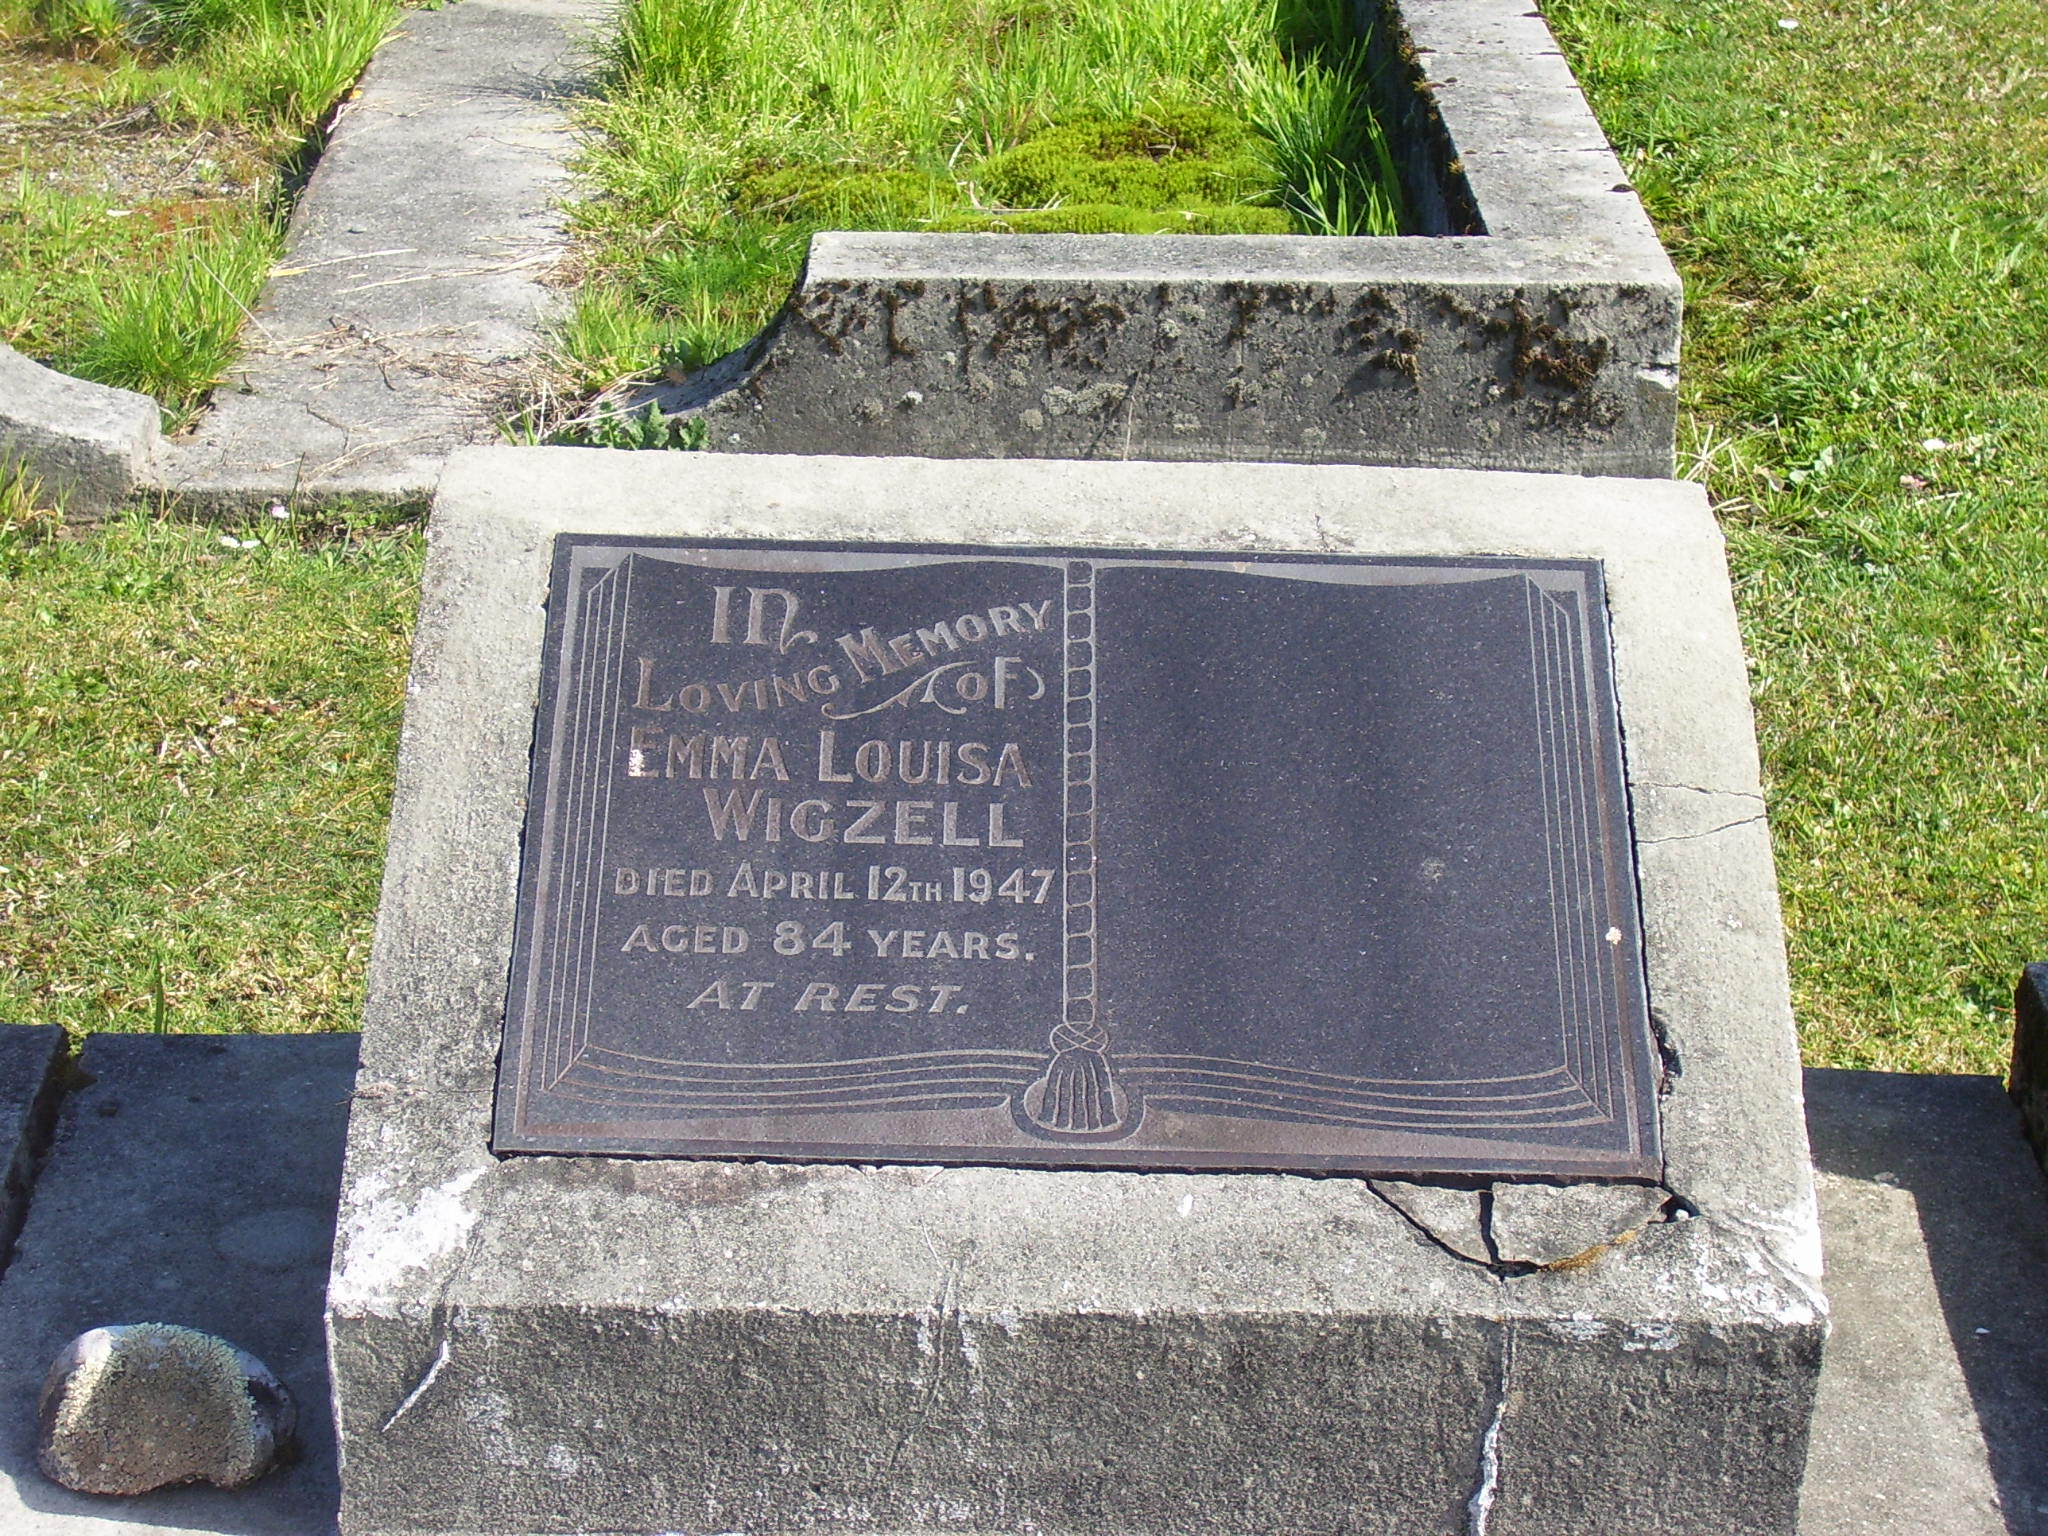 In
Loving Memory
of
Emma Louisa
Wigzell
Died April 12th 1947
Aged 84 Years.
At Rest.